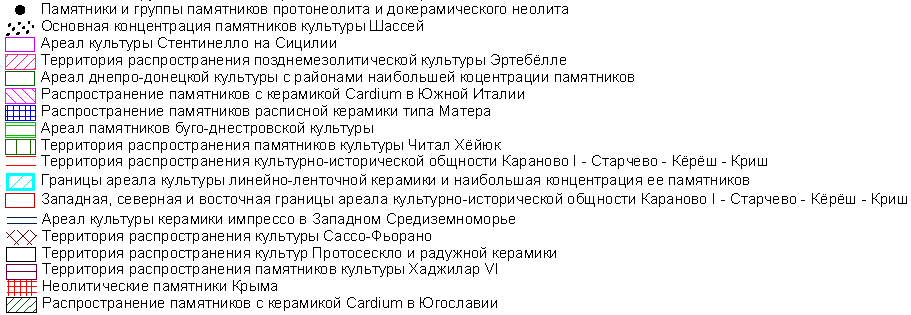 Памятники и группы памятников протонеолита и докерамического неолита
Основная концентрация памятников культуры Шассей
Ареал культуры Стентинелло на Сицилии
Территория распространения позднемезолитической культуры Эртебёлле
Ареал днепро-донецкой культуры с районами наибольшей коцентрации памятников
Распространение памятников с керамикой Cardium в Южной Италии
Распространение памятников расписной керамики типа Матера
Ареал памятников буго-днестровской культуры
Территория распространения памятников культуры Читал Хёйюк
Территория распространения культурно-исторической общности Караново I - Старчево - Кёрёш - Криш
Границы ареала культуры линейно-ленточной керамики и наибольшая концентрация ее памятников
Западная, северная и восточная границы ареала культурно-исторической общности Караново I - Старчево - Кёрёш - Криш
Ареал культуры керамики импрессо в Западном Средиземноморье
Территория распространения культуры Сассо-Фьорано
Территория распространения культур Протосескло и радужной керамики
Территория распространения памятников культуры Хаджилар VI
Неолитические памятники Крыма
Распространение памятников с керамикой Cardium в Югославии